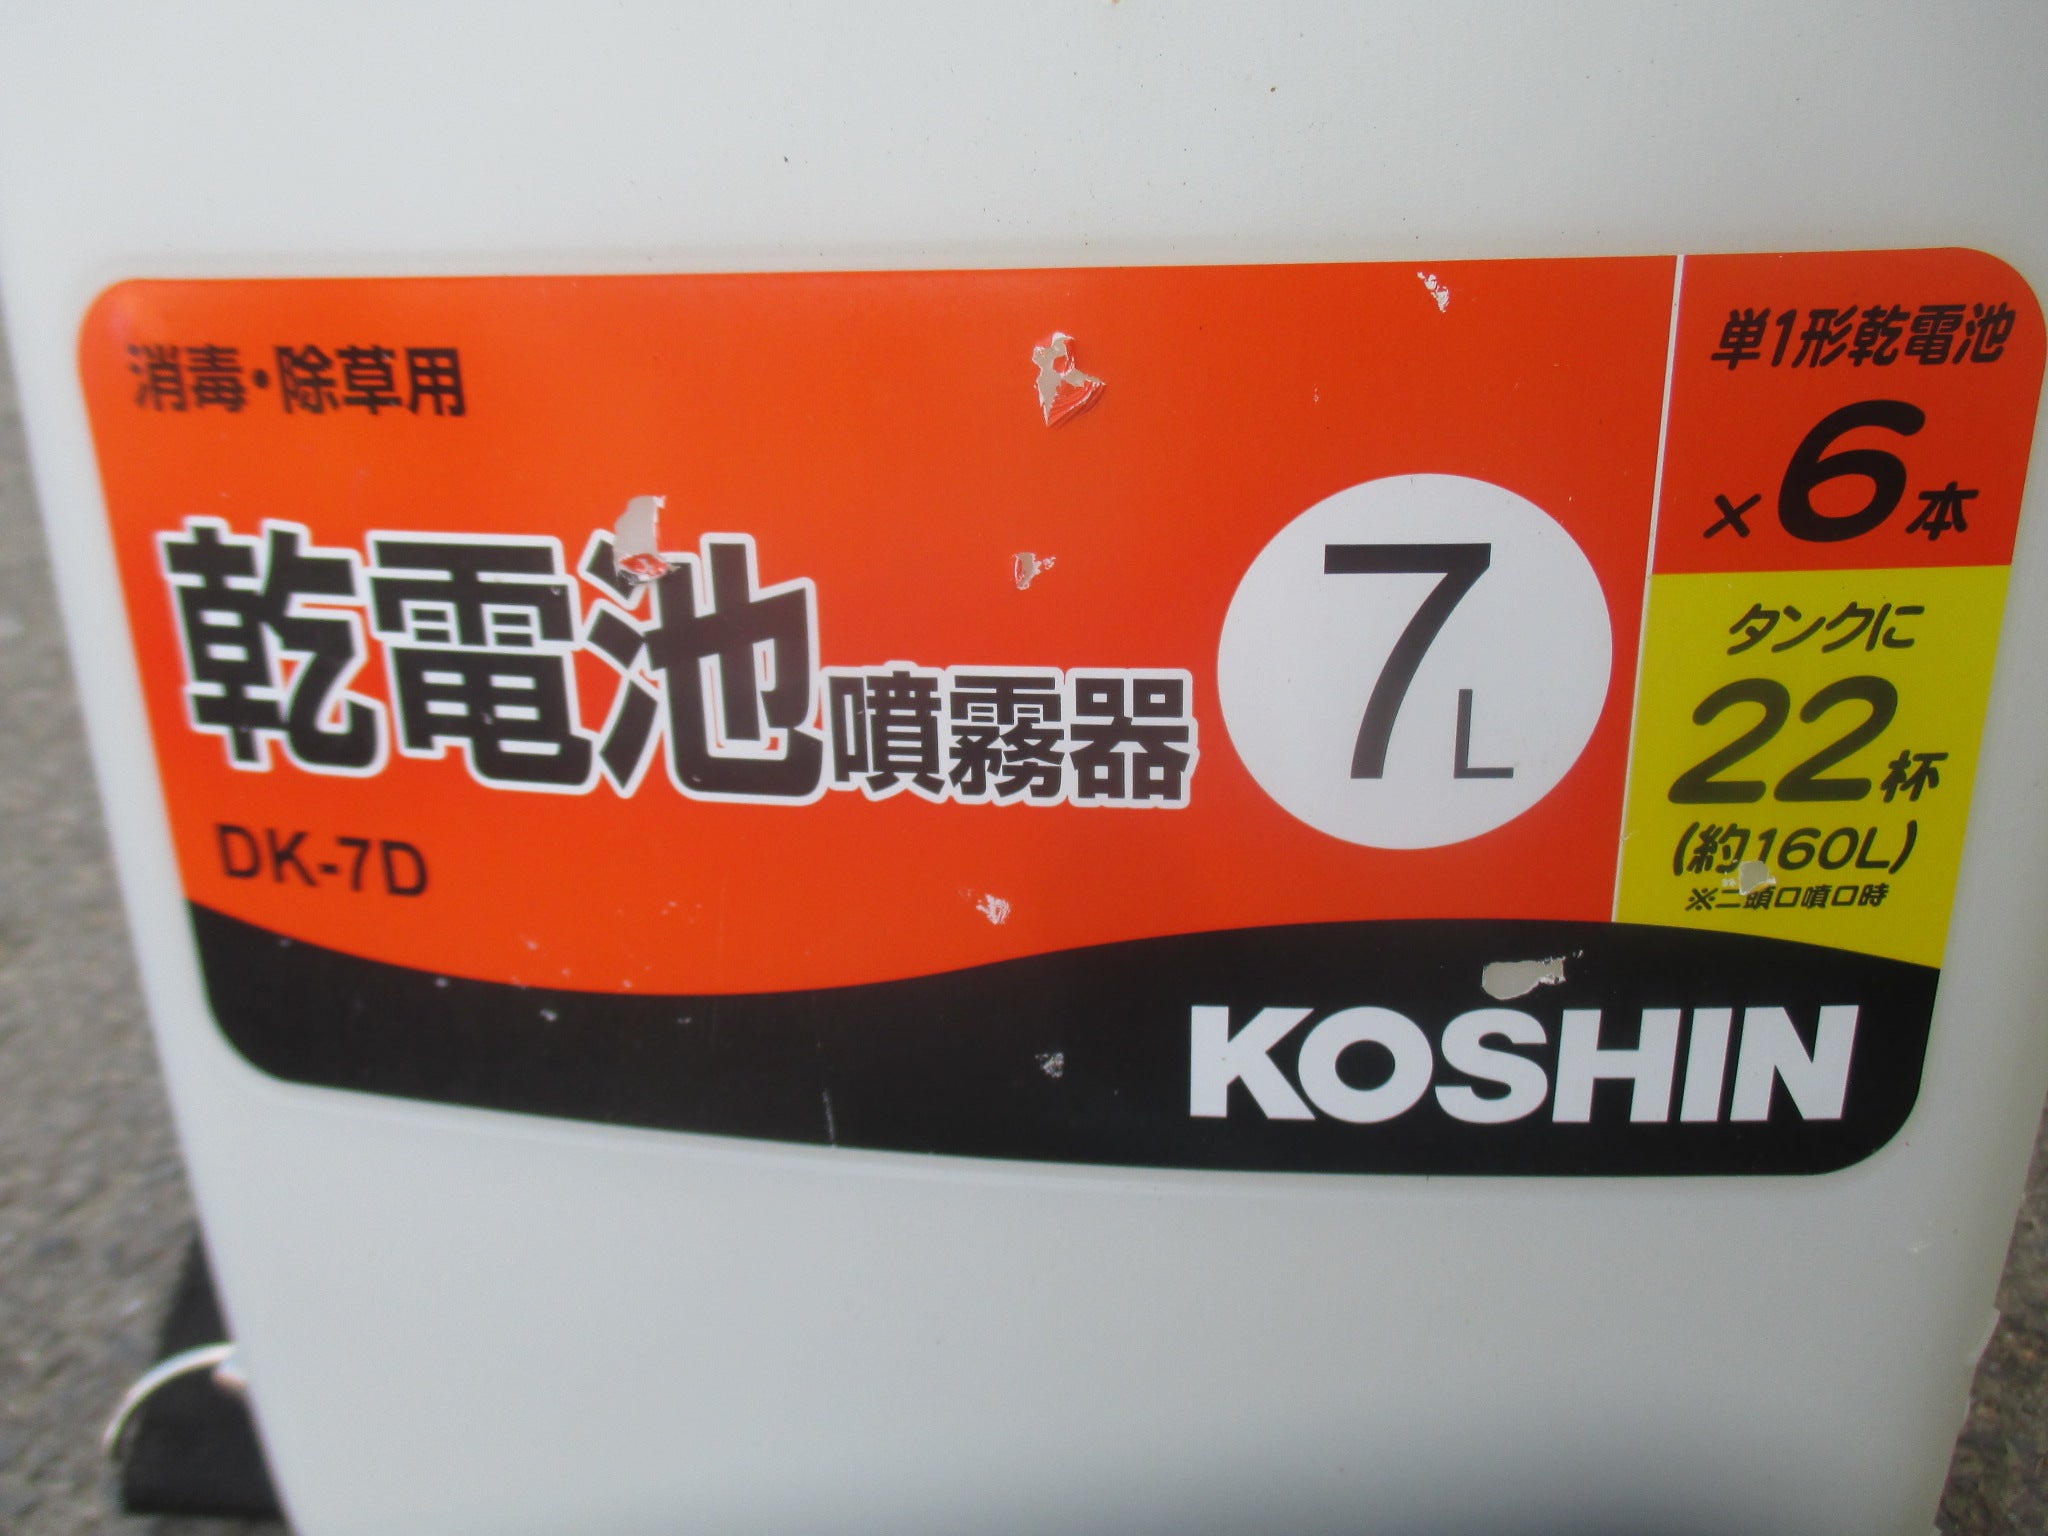 消毒・除草用
乾電池噴霧器
7L
DK-7D
単1形乾電池
×6本
タンクに
22杯
(約160L)
※二頭口噴口時
KOSHIN